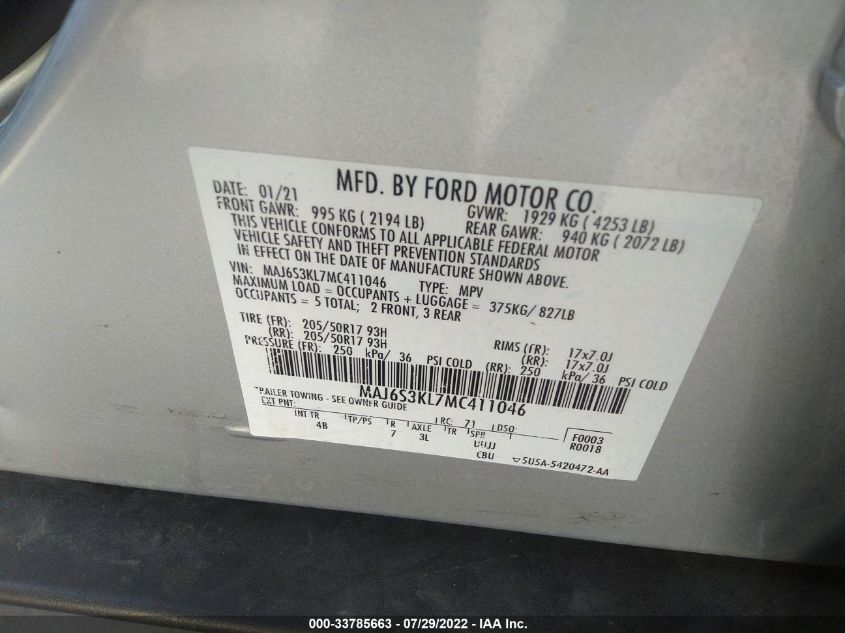 MFD. BY FORD MOTOR CO.
DATE: 01/21 GVWR: 1929 KG ( 4253 LB)
FRONT GAWR: 995 KG ( 2194 LB) REAR GAWR: 940 KG ( 2072 LB)
THIS VEHICLE CONFORMS TO ALL APPLICABLE FEDERAL MOTOR
VEHICLE SAFETY AND THEFT PREVENTION STANDARDS
IN EFFECT ON THE DATE OF MANUFACTURE SHOWN ABOVE.
VIN: MAJ6S3KL7MC411046 TYPE: MPV
MAXIMUM LOAD = OCCUPANTS + LUGGAGE = 375KG/ 827LB
OCCUPANTS = 5 TOTAL; 2 FRONT, 3 REAR
TIRE (FR): 205/50R17 93H RIMS (FR): 17x7.0J
(RR): 205/50R17 93H (RR): 17x7.0J
PRESSURE (FR): 250 kPa/ 36 PSI COLD (RR): 250 kPa/ 36 PSI COLD
MAJ6S3KL7MC411046
TRAILER TOWING - SEE OWNER GUIDE
EXT PNT: RC: 71 DSO:
INT TR TP/PS R AXLE TR SPR
4B 7 3L
CBU
F0003
R0018
5U5A-5420472-AA
000-33785663 - 07/29/2022 - IAA Inc.